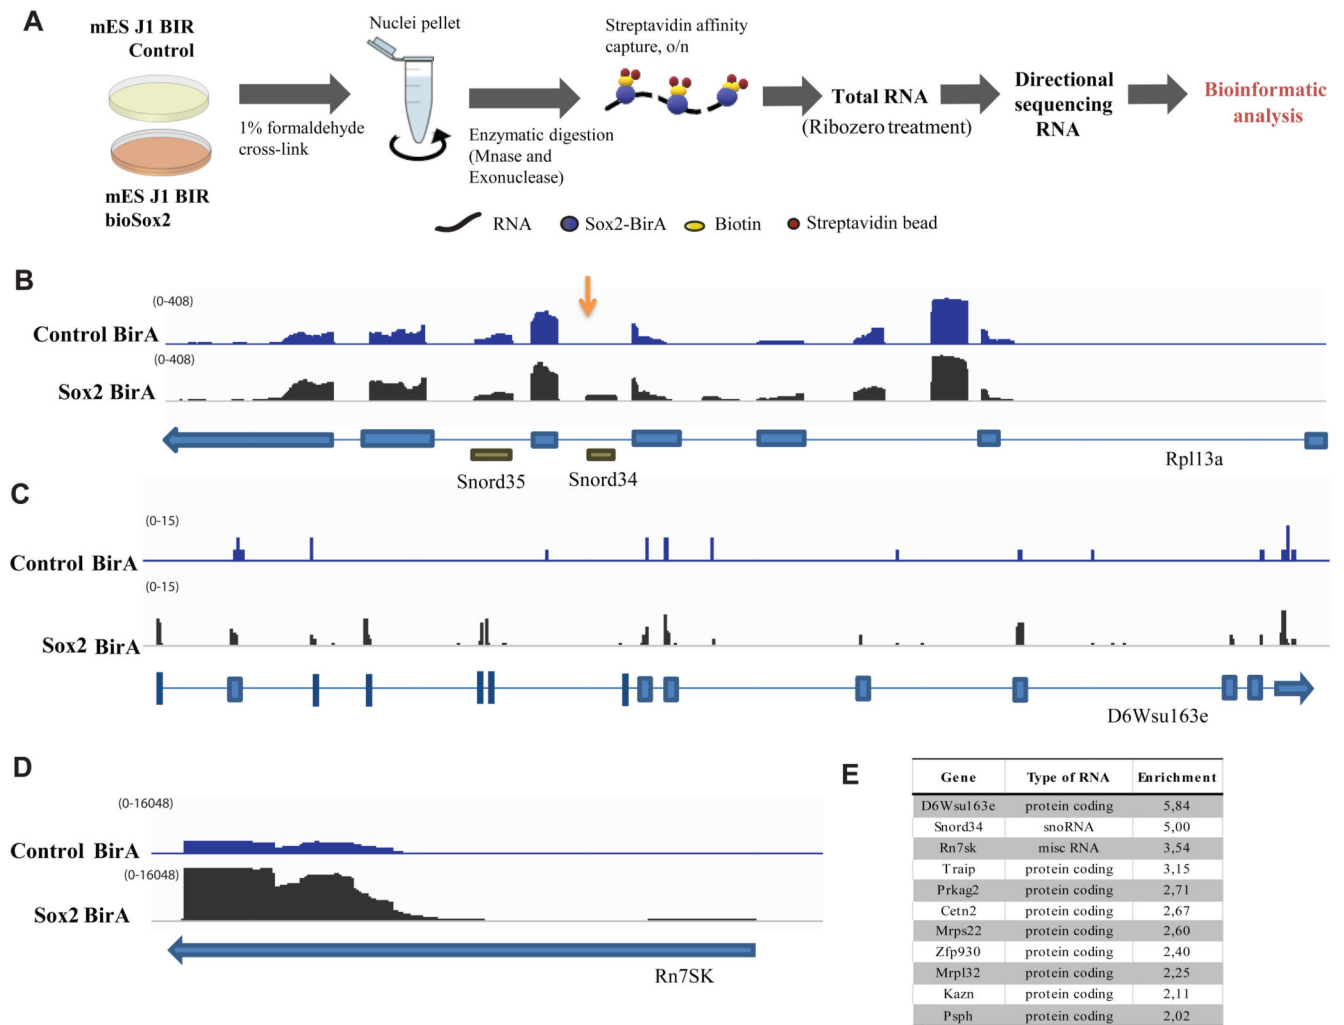 A
mES J1 BIR
Control
mES J1 BIR
bioSox2
1% formaldehyde
cross-link
Nuclei pellet
Enzymatic digestion
(Mnase and
Exonuclease)
Streptavidin affinity
capture, o/n
Total RNA
(Ribozero treatment)
Directional
sequencing
RNA
Bioinformatic
analysis
RNA
Sox2-BirA
Biotin
Streptavidin bead
B
(0-408)
Control BirA
(0-408)
Sox2 BirA
Snord35
Snord34
Rpl13a
C
(0-15)
Control BirA
(0-15)
Sox2 BirA
D6Wsu163e
D
(0-16048)
Control BirA
(0-16048)
Sox2 BirA
Rn7SK
E
Gene Type of RNA Enrichment
D6Wsu163e protein coding 5,84
Snord34 snoRNA 5,00
Rn7sk misc RNA 3,54
Traip protein coding 3,15
Prkag2 protein coding 2,71
Cetn2 protein coding 2,67
Mrps22 protein coding 2,60
Zfp930 protein coding 2,40
Mrpl32 protein coding 2,25
Kazn protein coding 2,11
Psph protein coding 2,02